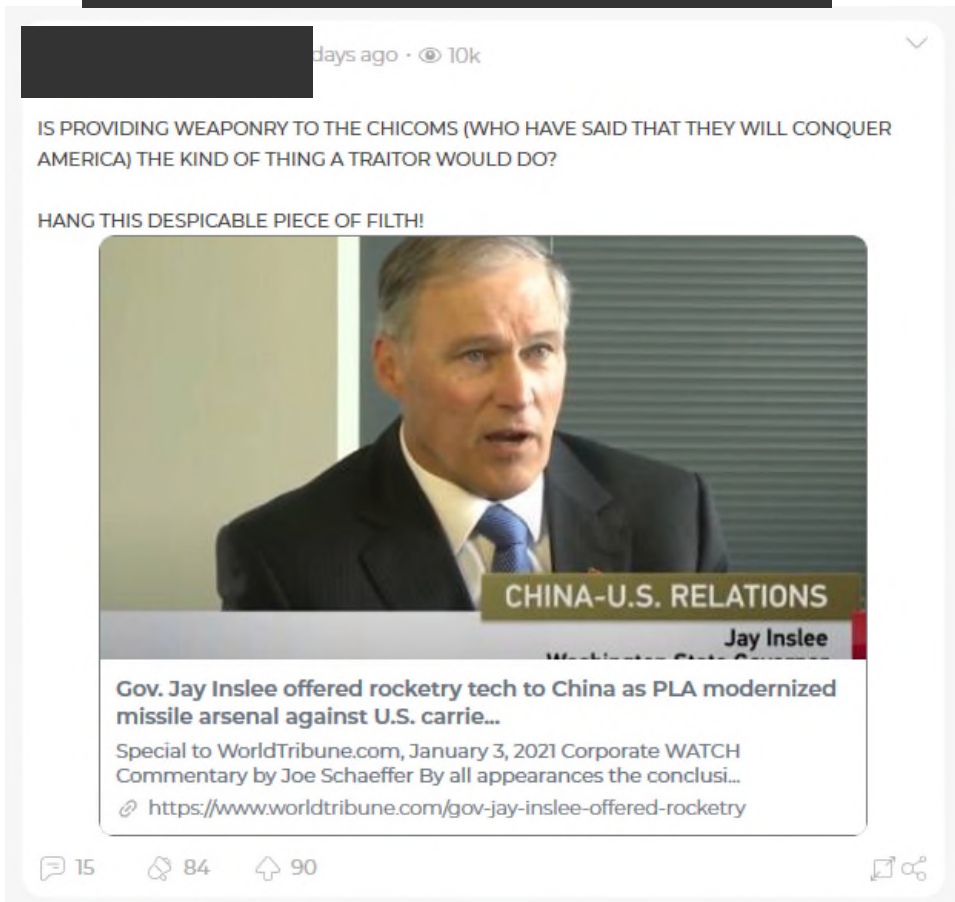 days ago · 10k
IS PROVIDING WEAPONRY TO THE CHICOMS (WHO HAVE SAID THAT THEY WILL CONQUER
AMERICA) THE KIND OF THING A TRAITOR WOULD DO?
HANG THIS DESPICABLE PIECE OF FILTH!
CHINA-U.S. RELATIONS
Jay Inslee
Washington State Governor
Gov. Jay Inslee offered rocketry tech to China as PLA modernized
missile arsenal against U.S. carrie...
Special to WorldTribune.com, January 3, 2021 Corporate WATCH
Commentary by Joe Schaeffer By all appearances the conclusi...
https://www.worldtribune.com/gov-jay-inslee-offered-rocketry
15 84 90